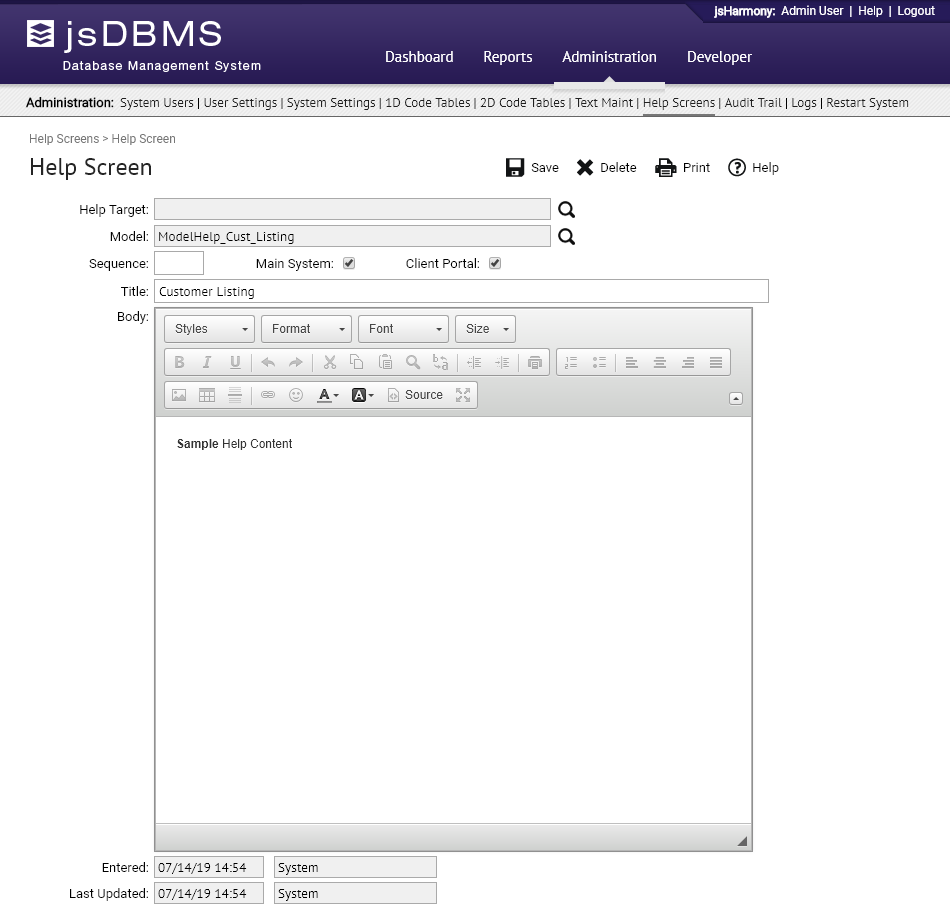 jsHarmony: Admin User | Help | Logout
jsDBMS
Database Management System
Dashboard Reports Administration Developer
Administration: System Users | User Settings | System Settings | 1D Code Tables | 2D Code Tables | Text Maint | Help Screens | Audit Trail | Logs | Restart System
Help Screens > Help Screen
Help Screen
Save Delete Print Help
Help Target:
Model: ModelHelp_Cust_Listing
Sequence: Main System: Client Portal:
Title: Customer Listing
Body:
Styles Format Font Size
B I U
A A Source
Sample Help Content
Entered: 07/14/19 14:54 System
Last Updated: 07/14/19 14:54 System